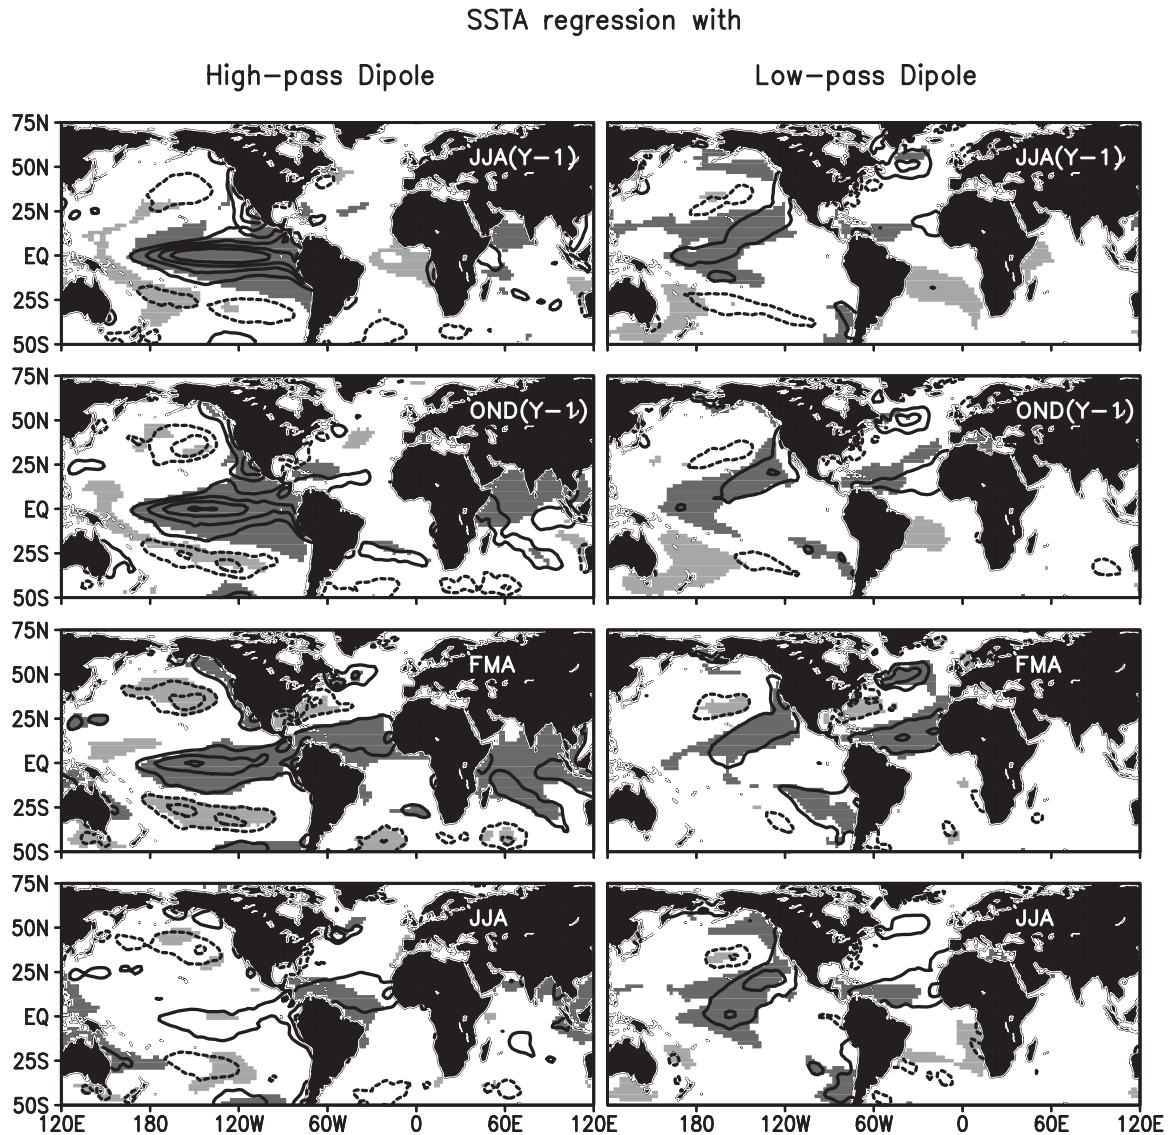 SSTA regression with
High-pass Dipole Low-pass Dipole
75N JJA(Y-1) JJA(Y-1)
50N
25N
EQ
25S
50S
75N
50N OND(Y-1) OND(Y-1)
25N
EQ
25S
50S
75N
50N FMA FMA
25N
EQ
25S
50S
75N
50N JJA JJA
25N
EQ
25S
50S
120E 180 120W 60W 0 60E 120E 180 120W 60W 0 60E 120E